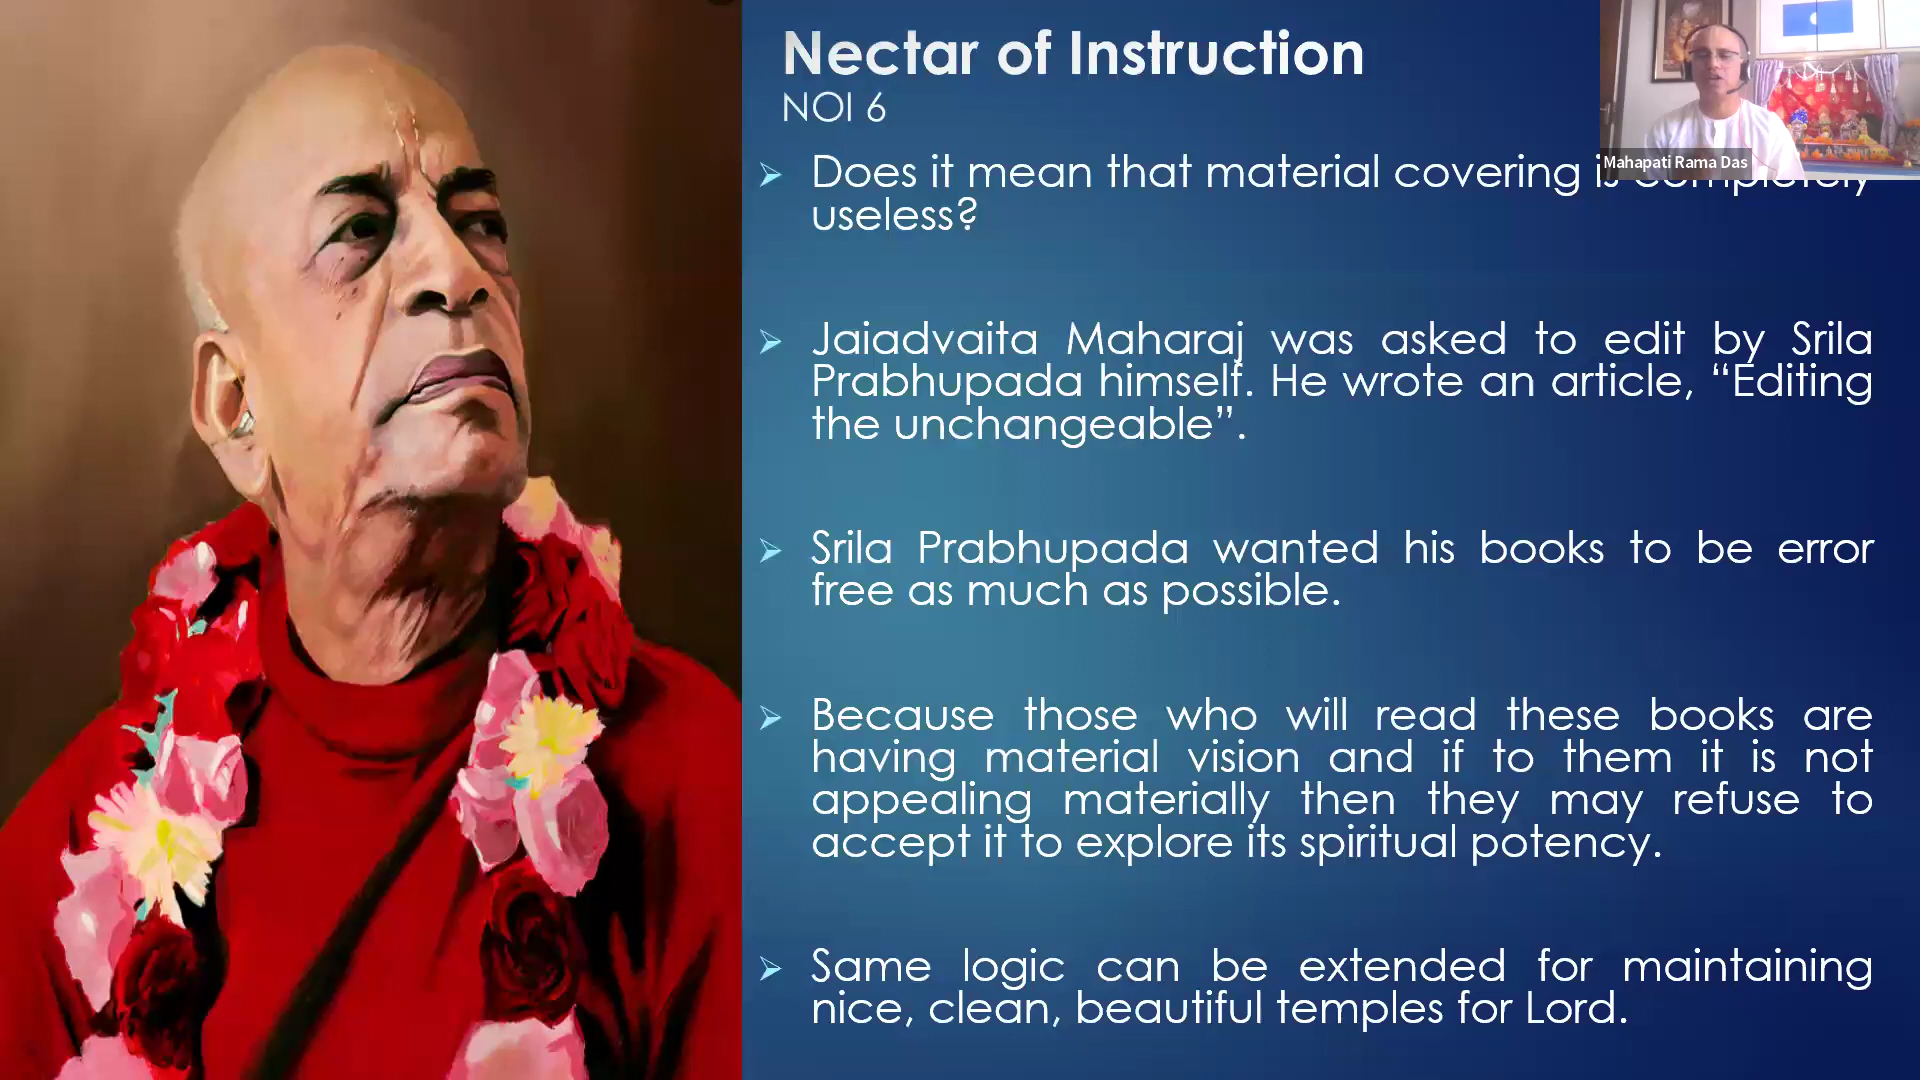 Nectar of Instruction
NOI 6
Mahapati Rama Das
Does it mean that material covering is completely
useless?
Jaiadvaita Maharaj was asked to edit by Srila
Prabhupada himself. He wrote an article, “Editing
the unchangeable”.
Srila Prabhupada wanted his books to be error
free as much as possible.
Because those who will read these books are
having material vision and if to them it is not
appealing materially then they may refuse to
accept it to explore its spiritual potency.
Same logic can be extended for maintaining
nice, clean, beautiful temples for Lord.